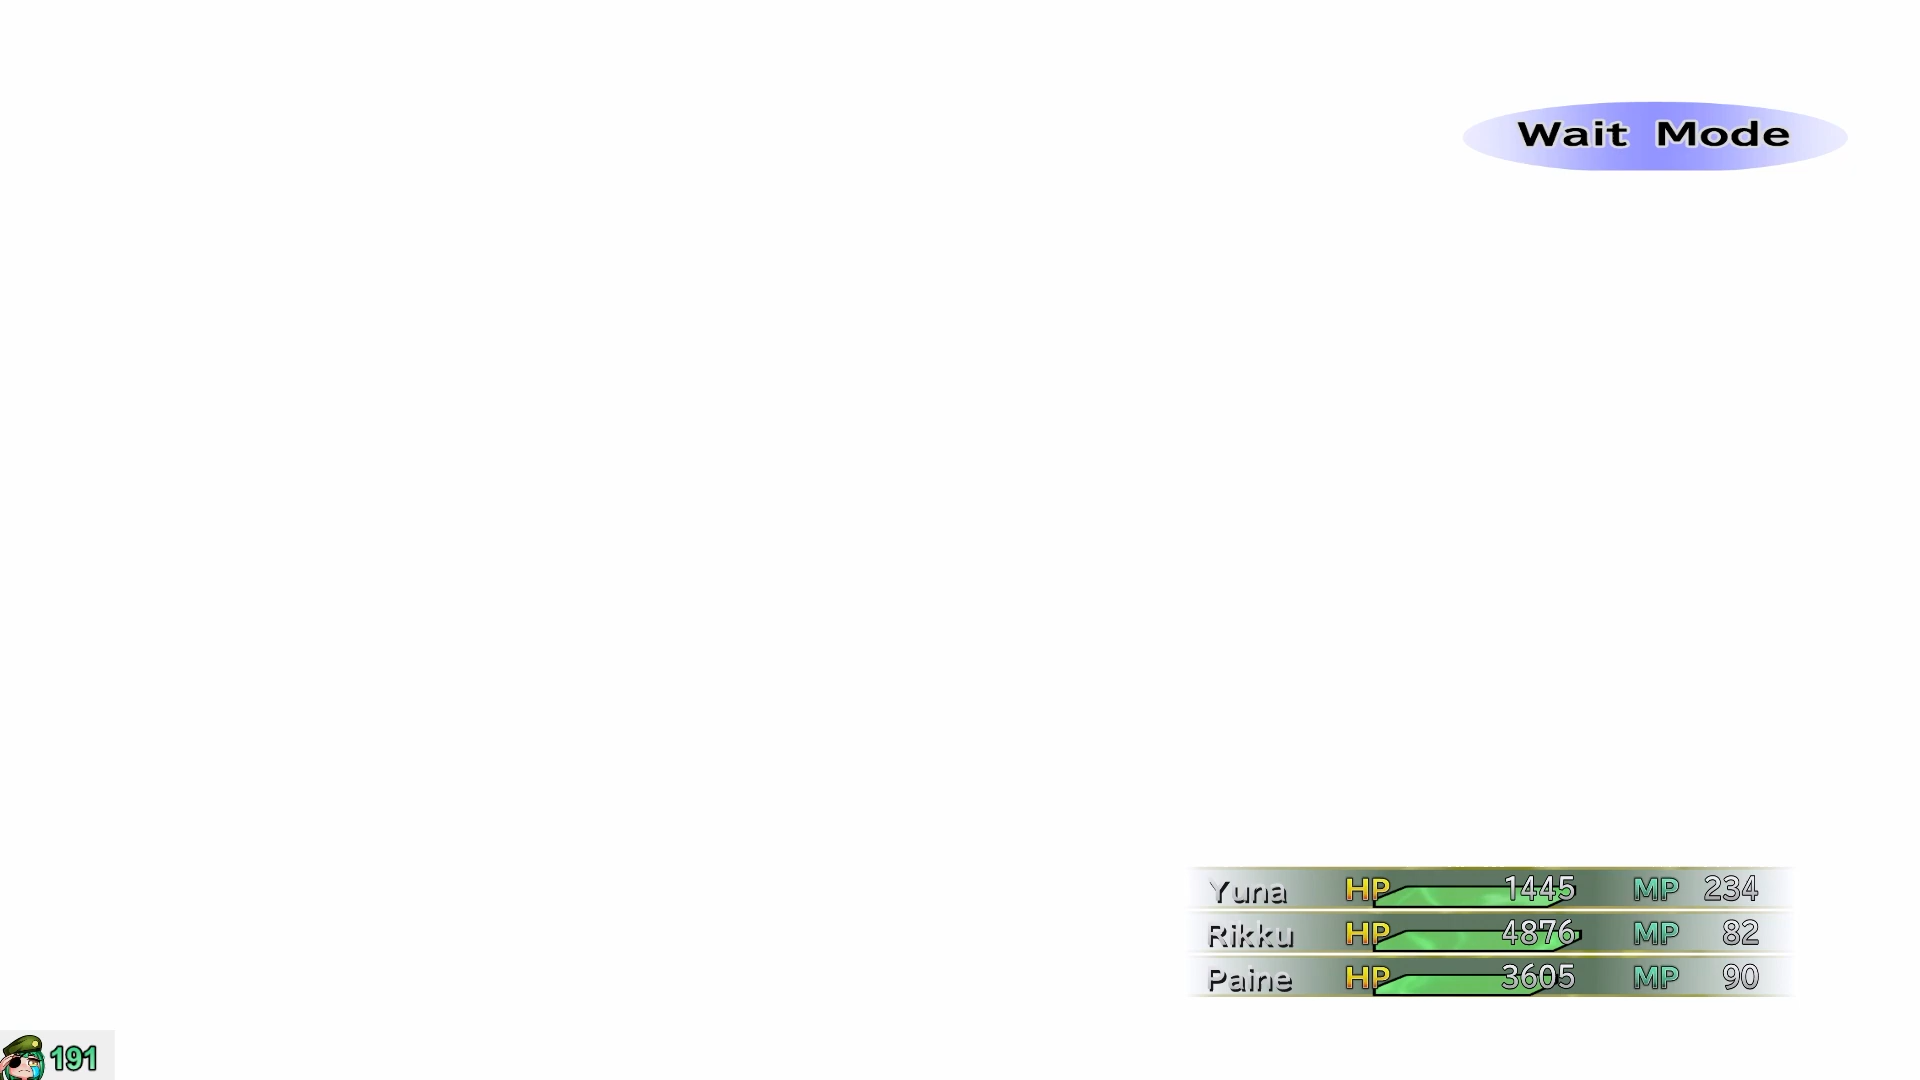 Wait Mode
Yuna HP 1445 MP 234
Rikku HP 4876 MP 82
Paine HP 3605 MP 90
191